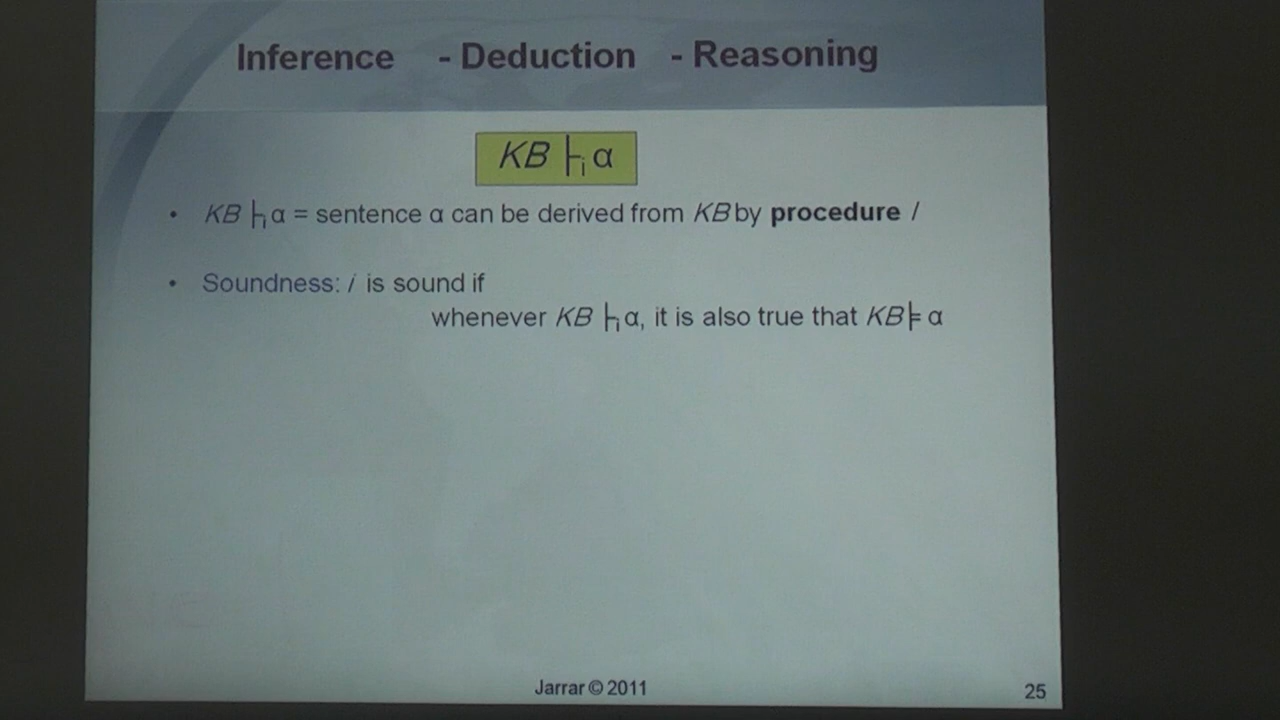 Inference - Deduction - Reasoning
KB ├i α
• KB ├i α = sentence α can be derived from KB by procedure i
• Soundness: i is sound if
whenever KB ├i α, it is also true that KB╞ α
Jarrar © 2011
25